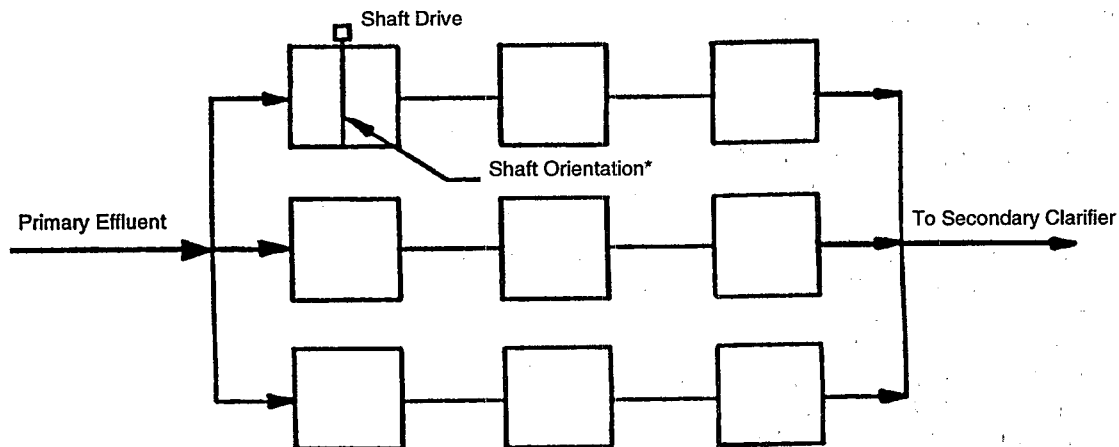 Shaft Drive
Shaft Orientation*
Primary Effluent
To Secondary Clarifier